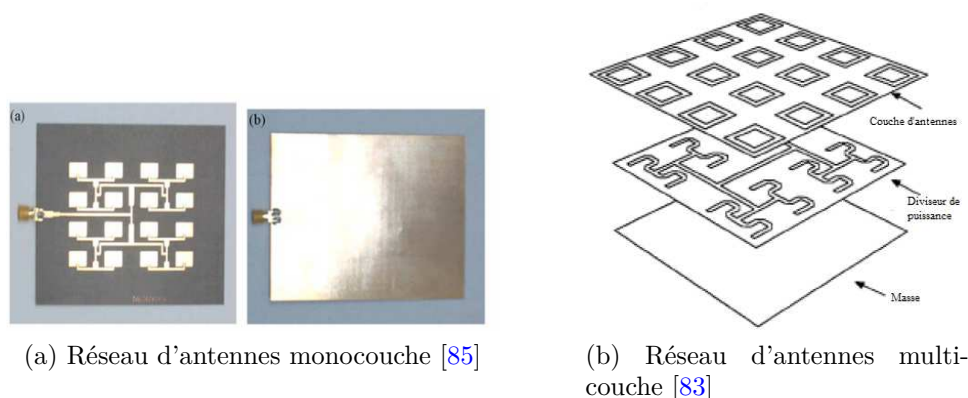 (a)
(b)
Couche d'antennes
Diviseur de
puissance
Masse
(a) Réseau d'antennes monocouche [85]
(b) Réseau d'antennes multi-
couche [83]